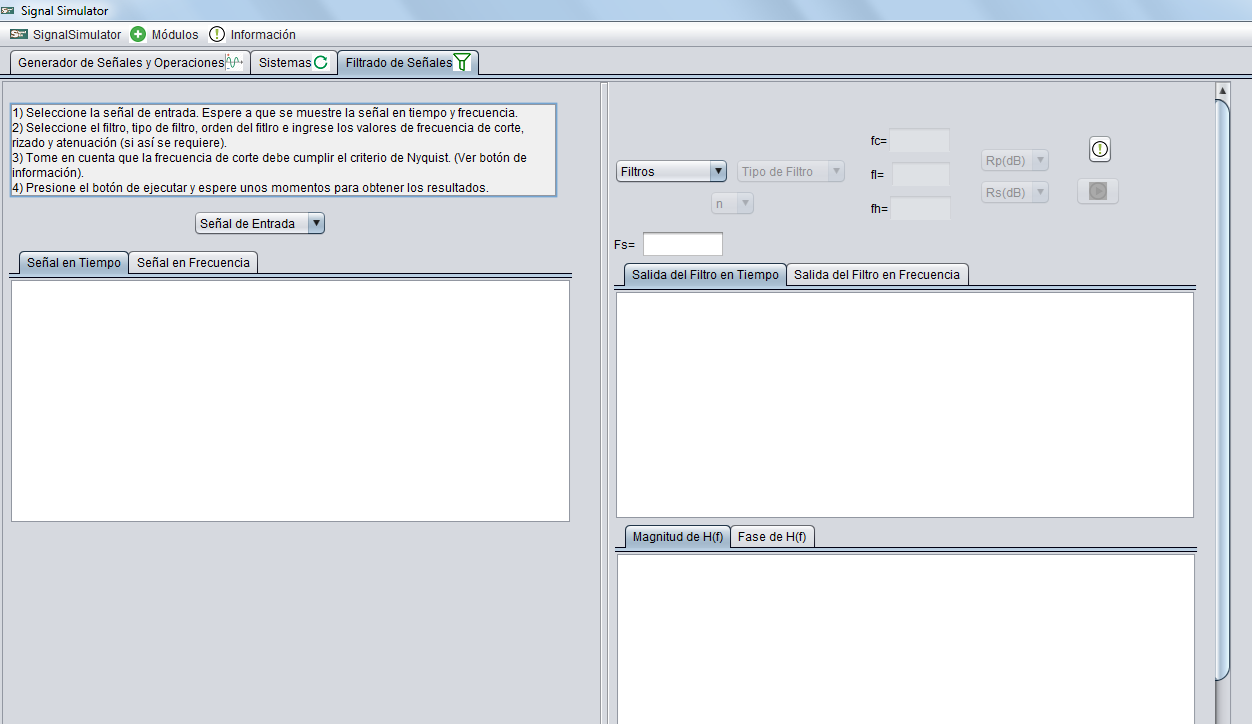 Signal Simulator
SignalSimulator Módulos Información
Generador de Señales y Operaciones Sistemas Filtrado de Señales
1) Seleccione la señal de entrada. Espere a que se muestre la señal en tiempo y frecuencia.
2) Seleccione el filtro, tipo de filtro, orden del fitlro e ingrese los valores de frecuencia de corte,
rizado y atenuación (si así se requiere).
3) Tome en cuenta que la frecuencia de corte debe cumplir el criterio de Nyquist. (Ver botón de
información).
4) Presione el botón de ejecutar y espere unos momentos para obtener los resultados.
Señal de Entrada
Señal en Tiempo Señal en Frecuencia
fc=
Filtros Tipo de Filtro fl= Rp(dB)
n fh= Rs(dB)
Fs=
Salida del Filtro en Tiempo Salida del Filtro en Frecuencia
Magnitud de H(f) Fase de H(f)